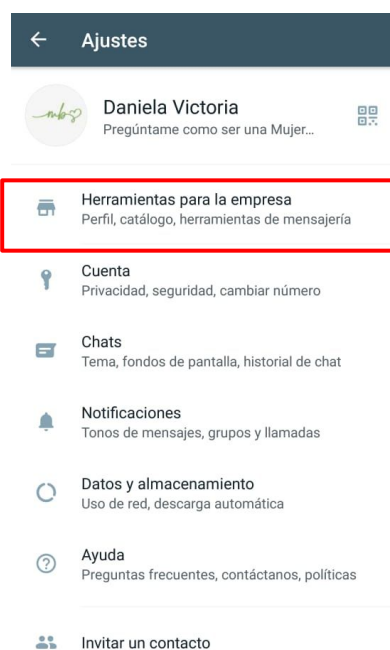 Ajustes
mbs
Daniela Victoria
Pregúntame como ser una Mujer...
Herramientas para la empresa
Perfil, catálogo, herramientas de mensajería
Cuenta
Privacidad, seguridad, cambiar número
Chats
Tema, fondos de pantalla, historial de chat
Notificaciones
Tonos de mensajes, grupos y llamadas
Datos y almacenamiento
Uso de red, descarga automática
Ayuda
Preguntas frecuentes, contáctanos, políticas
Invitar un contacto